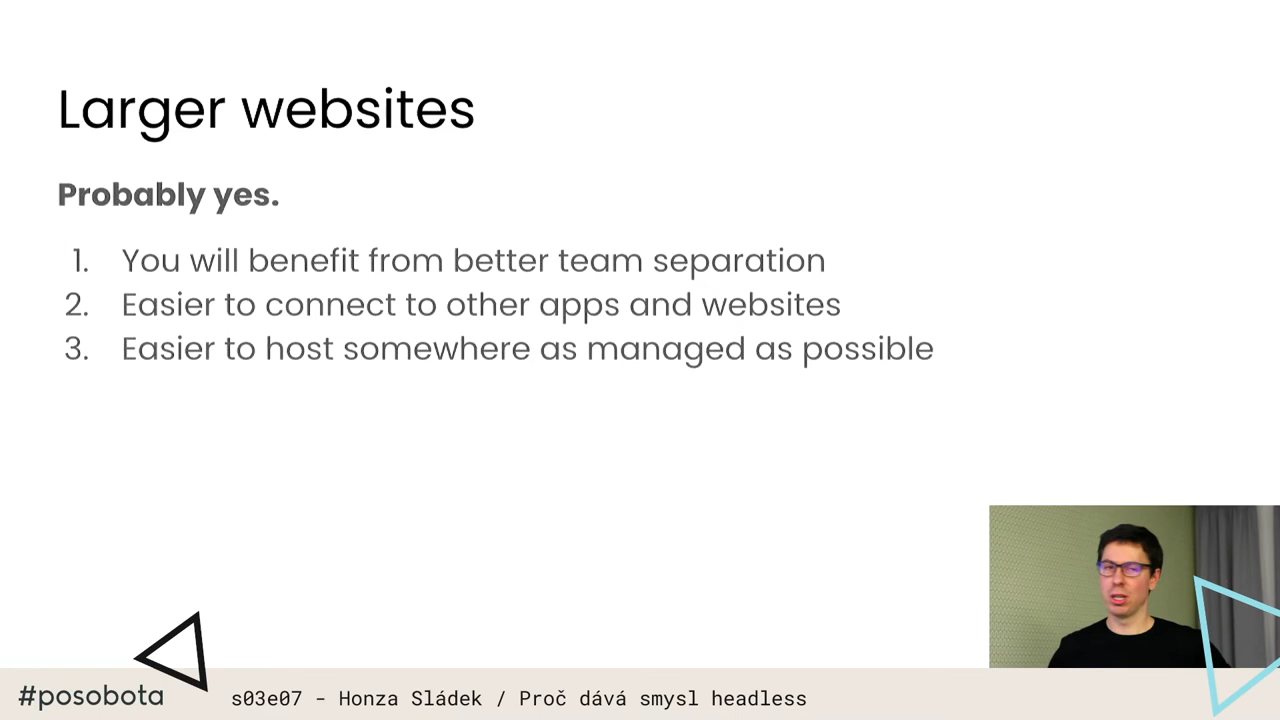 Larger websites
Probably yes.
1. You will benefit from better team separation
2. Easier to connect to other apps and websites
3. Easier to host somewhere as managed as possible
#posobota
s03e07 - Honza Sládek / Proč dává smysl headless